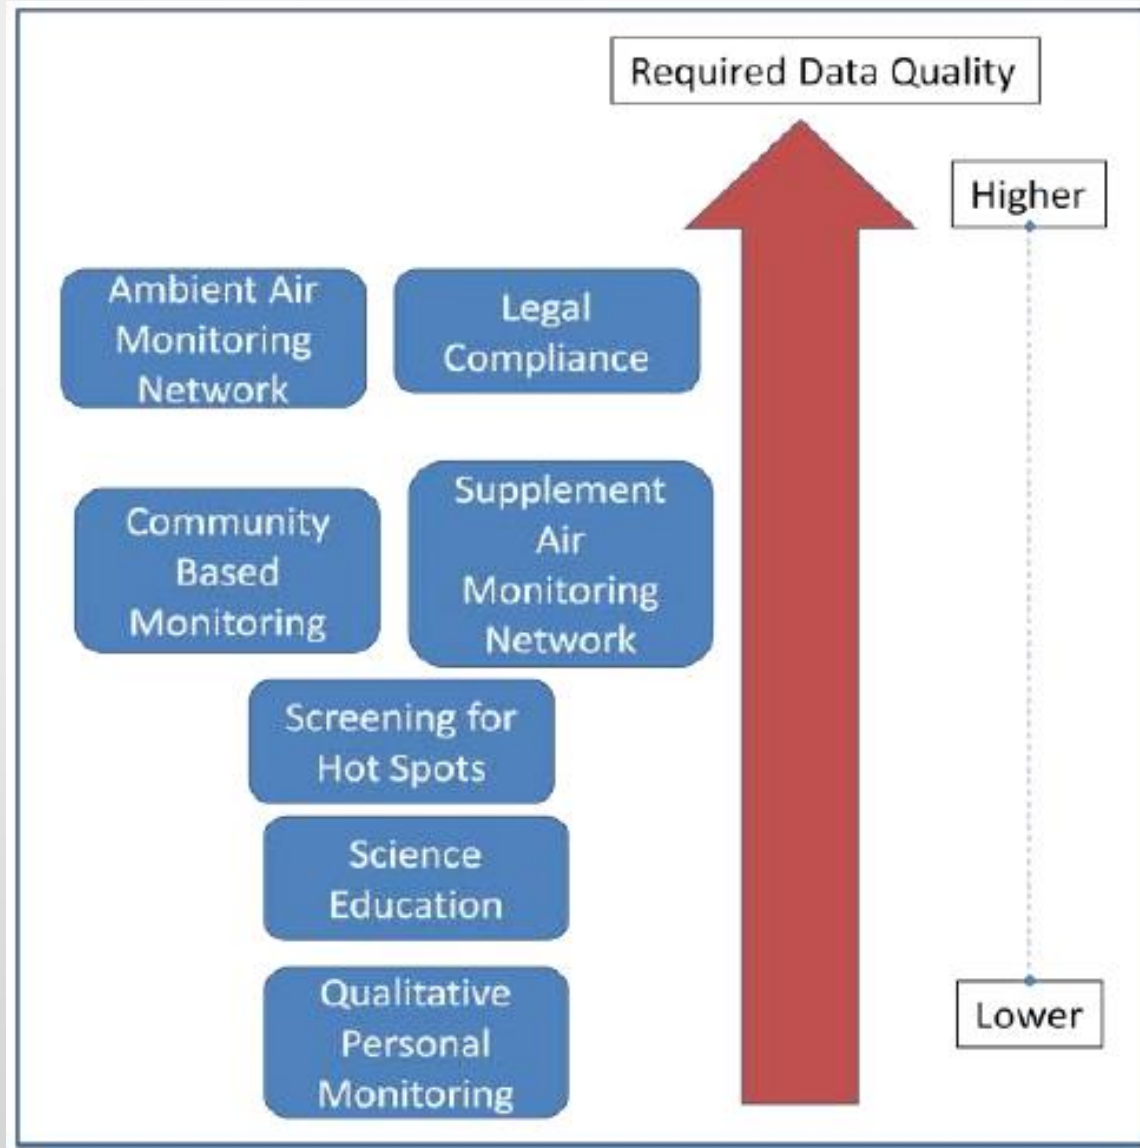 Required Data Quality
Higher
Ambient Air
Monitoring
Network
Legal
Compliance
Community
Based
Monitoring
Supplement
Air
Monitoring
Network
Screening for
Hot Spots
Science
Education
Qualitative
Personal
Monitoring
Lower